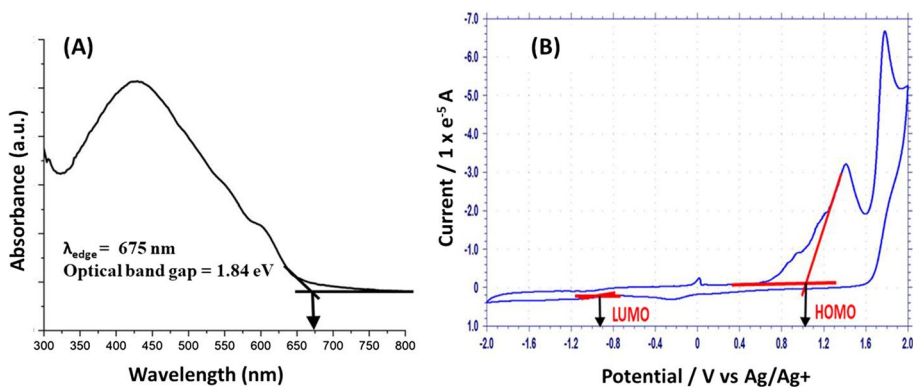 (A)
Absorbance (a.u.)
λedge = 675 nm
Optical band gap = 1.84 eV
300 350 400 450 500 550 600 650 700 750 800
Wavelength (nm)
(B)
Current / 1 x e-5 A
-7.0
-6.0
-5.0
-4.0
-3.0
-2.0
-1.0
0
1.0
LUMO
HOMO
-2.0 -1.6 -1.2 -0.8 -0.4 0 0.4 0.8 1.2 1.6 2.0
Potential / V vs Ag/Ag+